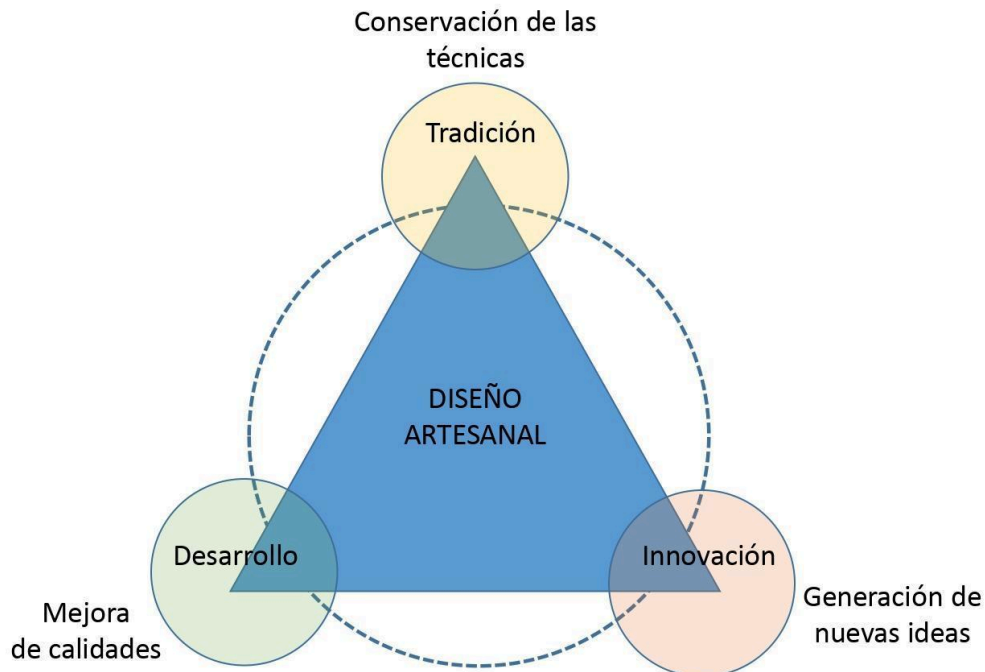 Conservación de las
técnicas
Tradición
DISEÑO
ARTESANAL
Desarrollo
Innovación
Mejora
de calidades
Generación de
nuevas ideas